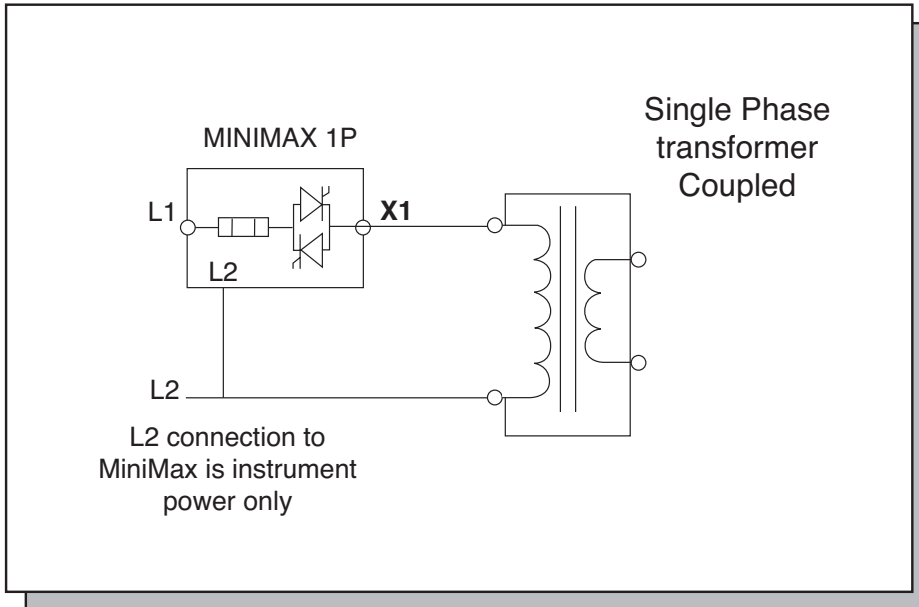 Single Phase
transformer
Coupled
MINIMAX 1P
L1
X1
L2
L2
L2 connection to
MiniMax is instrument
power only